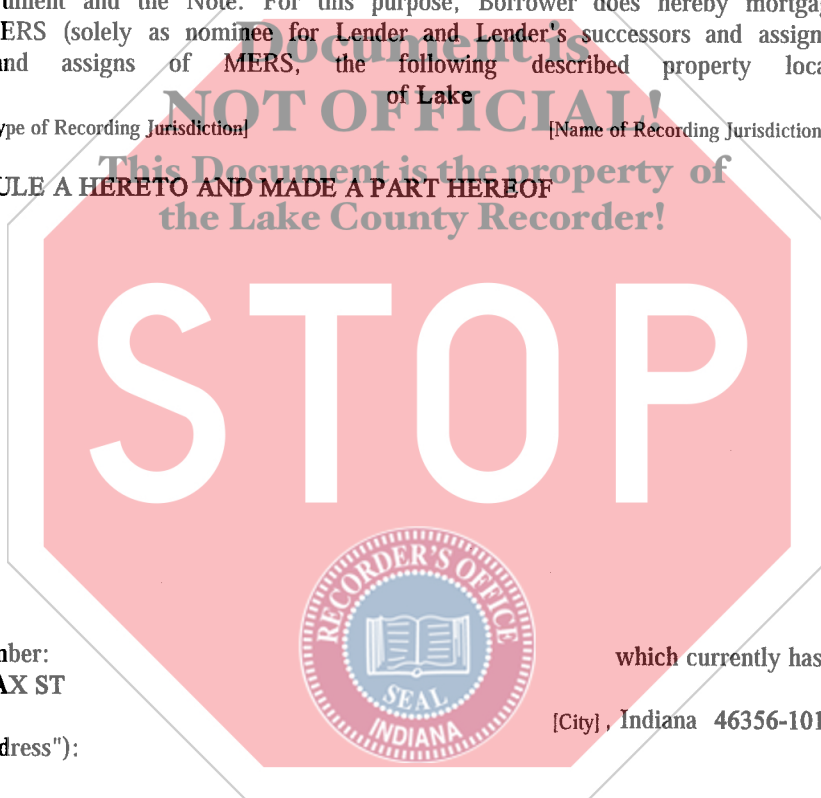 ument and the Note. For this purpose, Borrower does hereby mortgag
ERS (solely as nominee for Lender and Lender's successors and assign
Document is
nd assigns of MERS, the following described property loca
of Lake
NOT OFFICIAL!
ype of Recording Jurisdiction] [Name of Recording Jurisdiction
This Document is the property of
ULE A HERETO AND MADE A PART HEREOF
the Lake County Recorder!
STOP
RECORDER'S OFFICE
SEAL
INDIANA
mber: which currently has
AX ST
[City] , Indiana 46356-101
dress"):